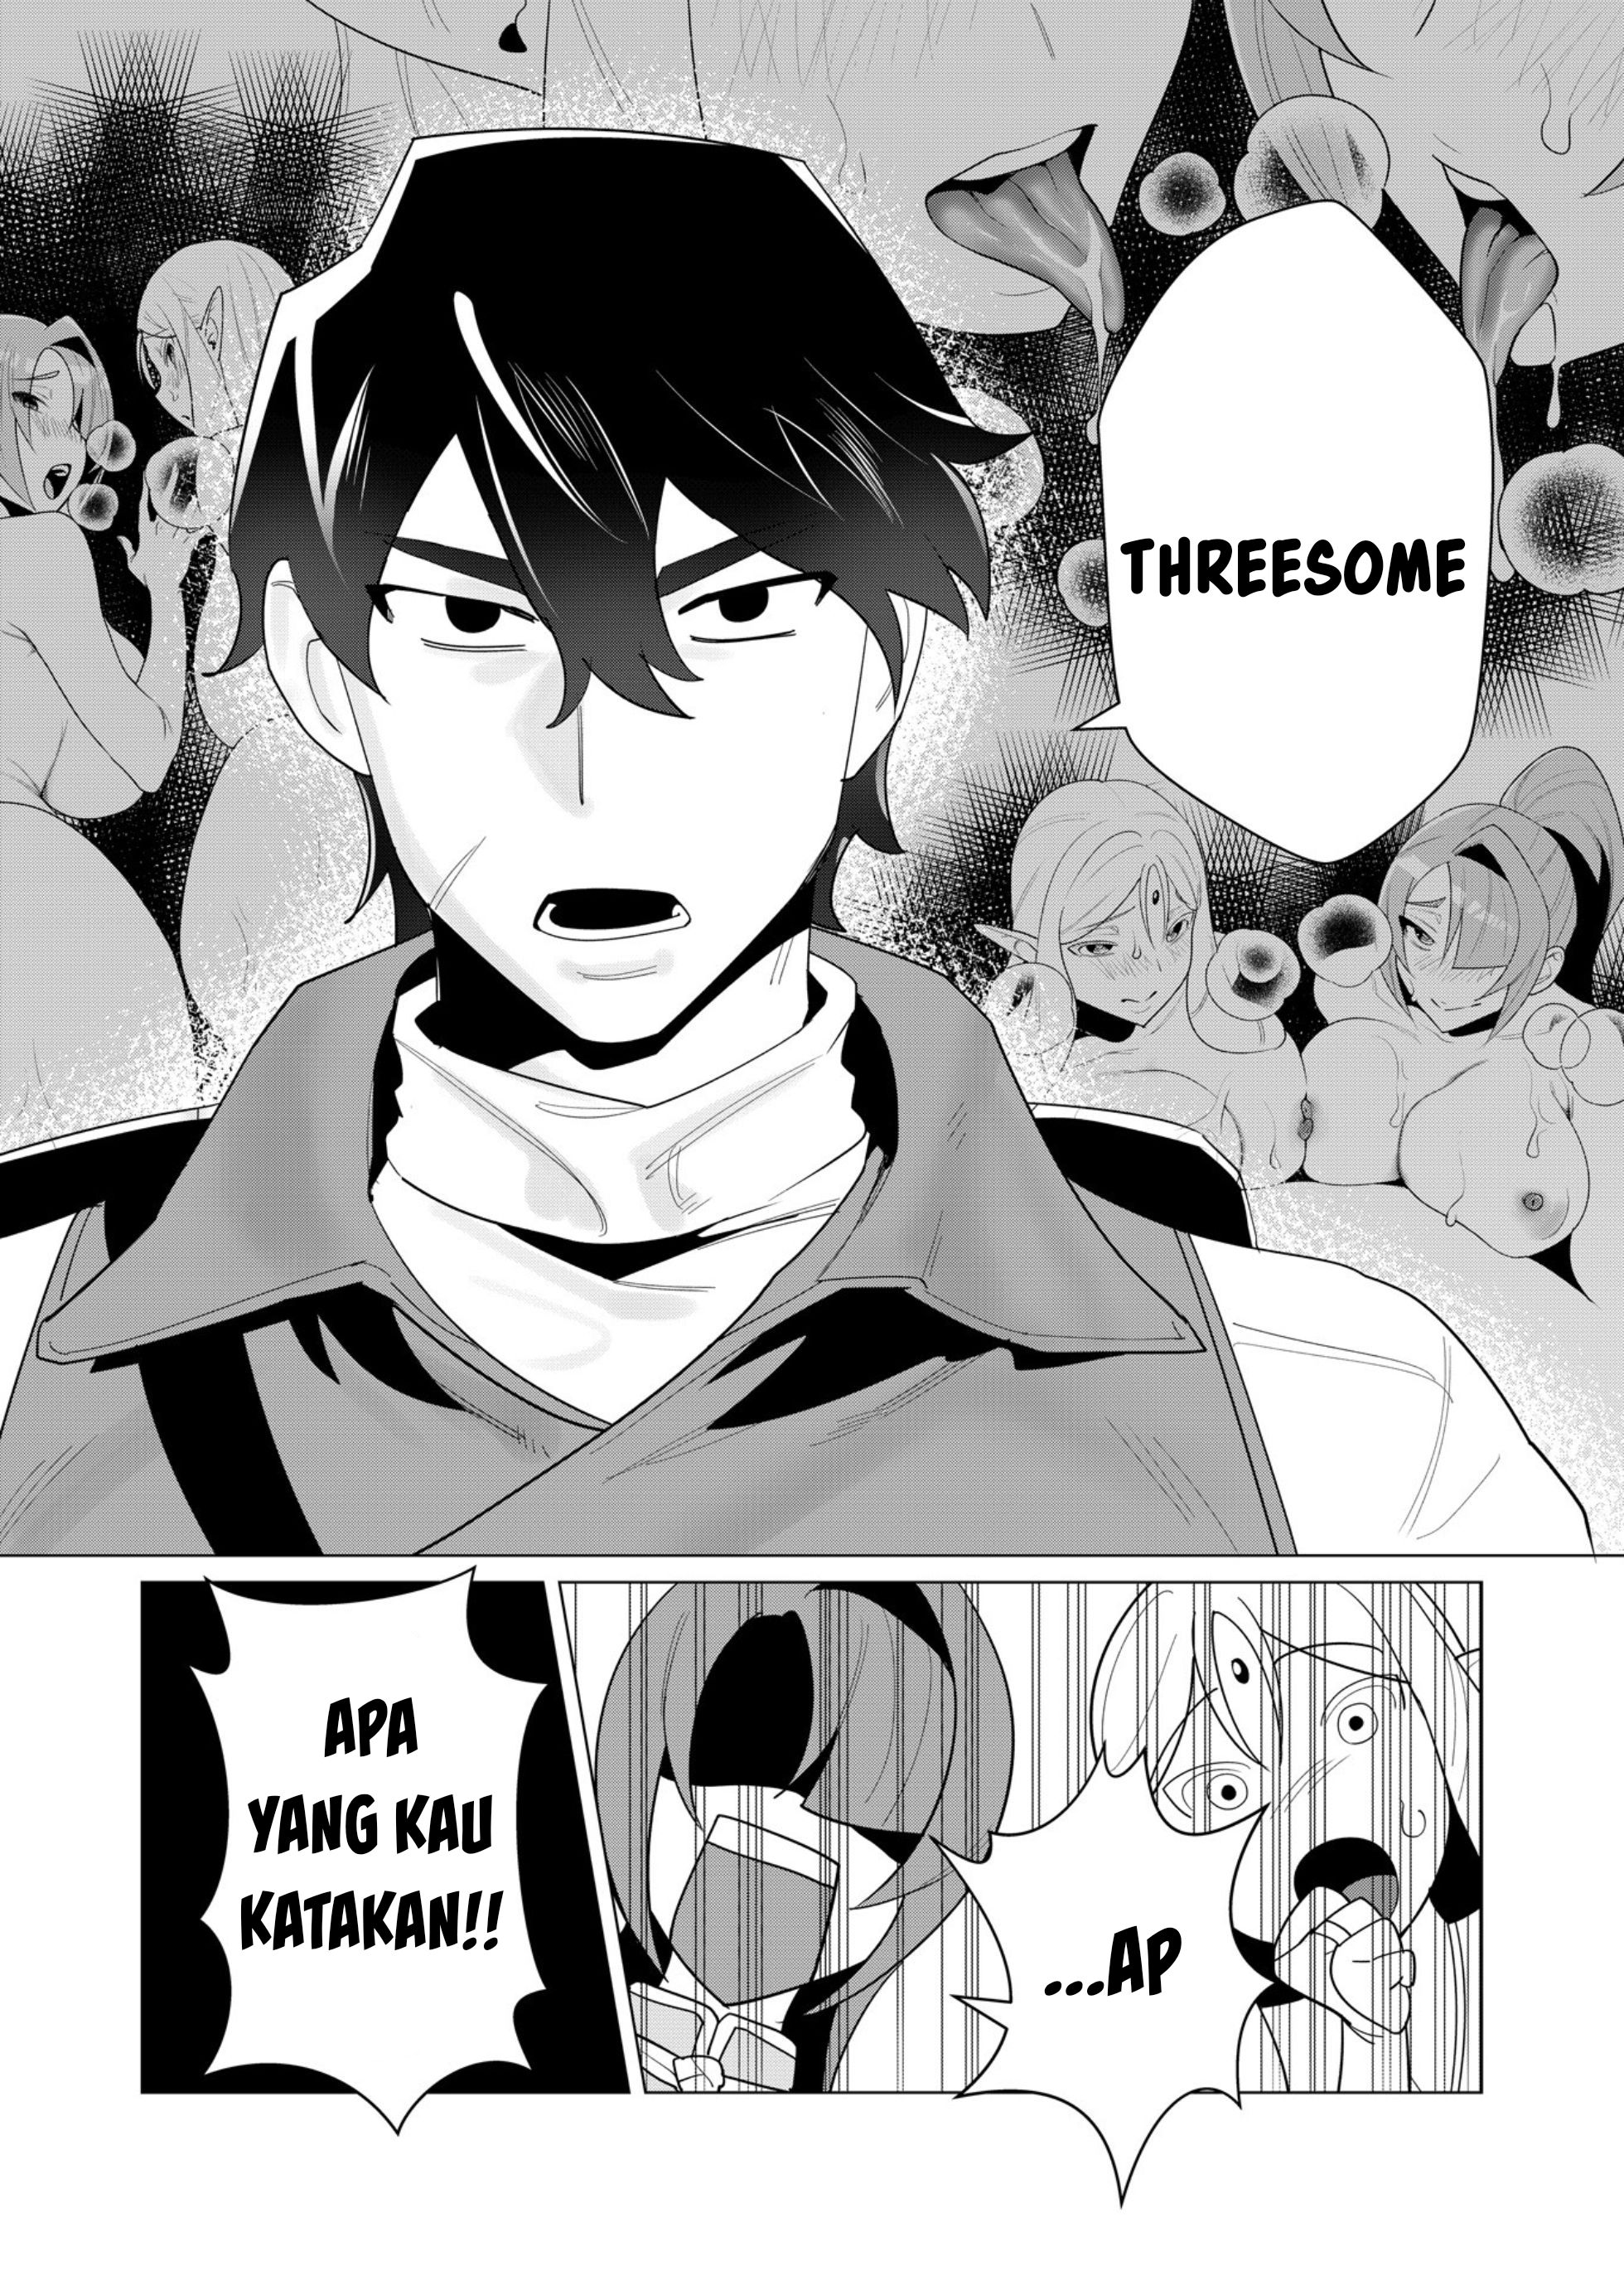 THREESOME
...AP
APA
YANG KAU
KATAKAN!!